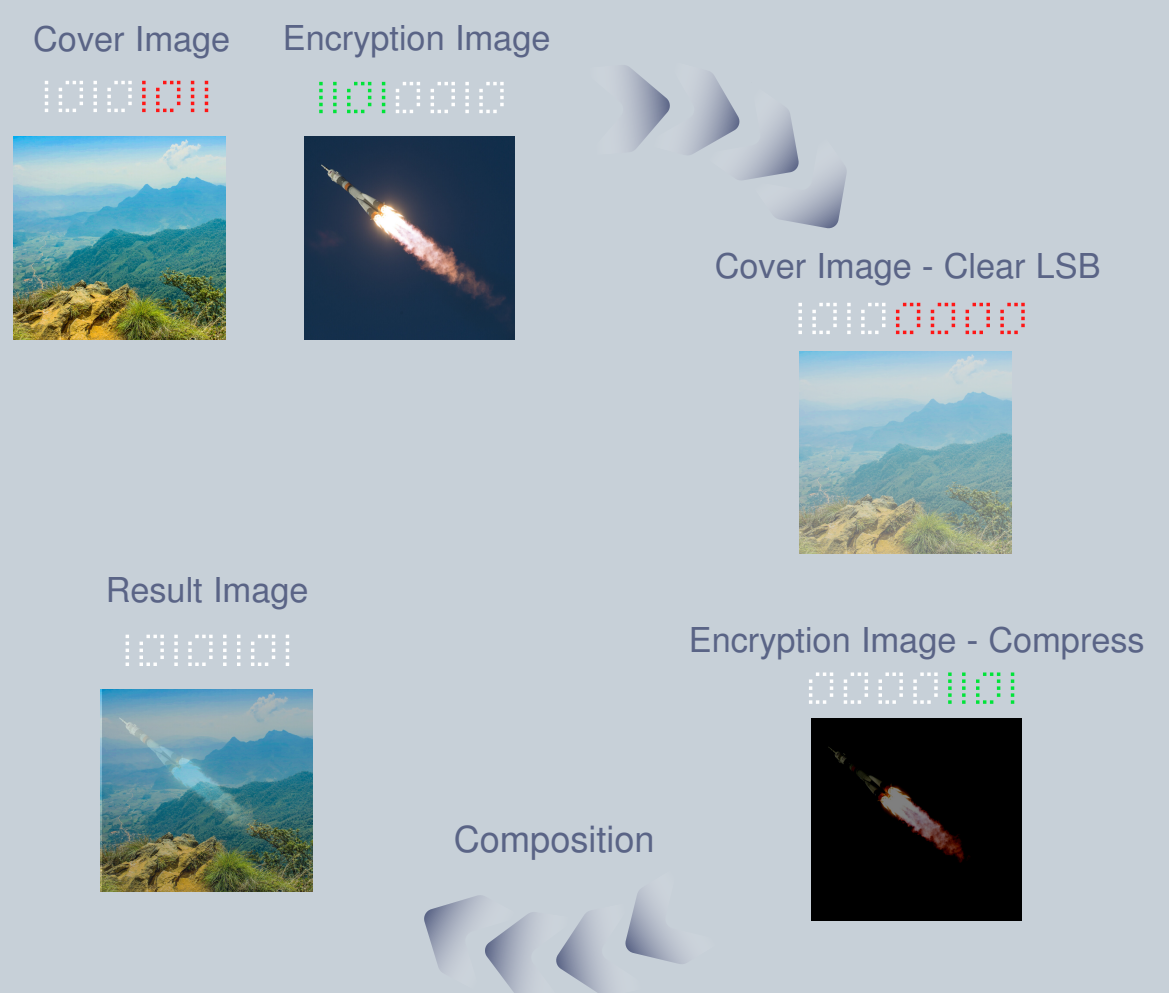 Cover Image
10101011
Encryption Image
11010010
Cover Image - Clear LSB
10100000
Encryption Image - Compress
00001101
Composition
Result Image
10101101